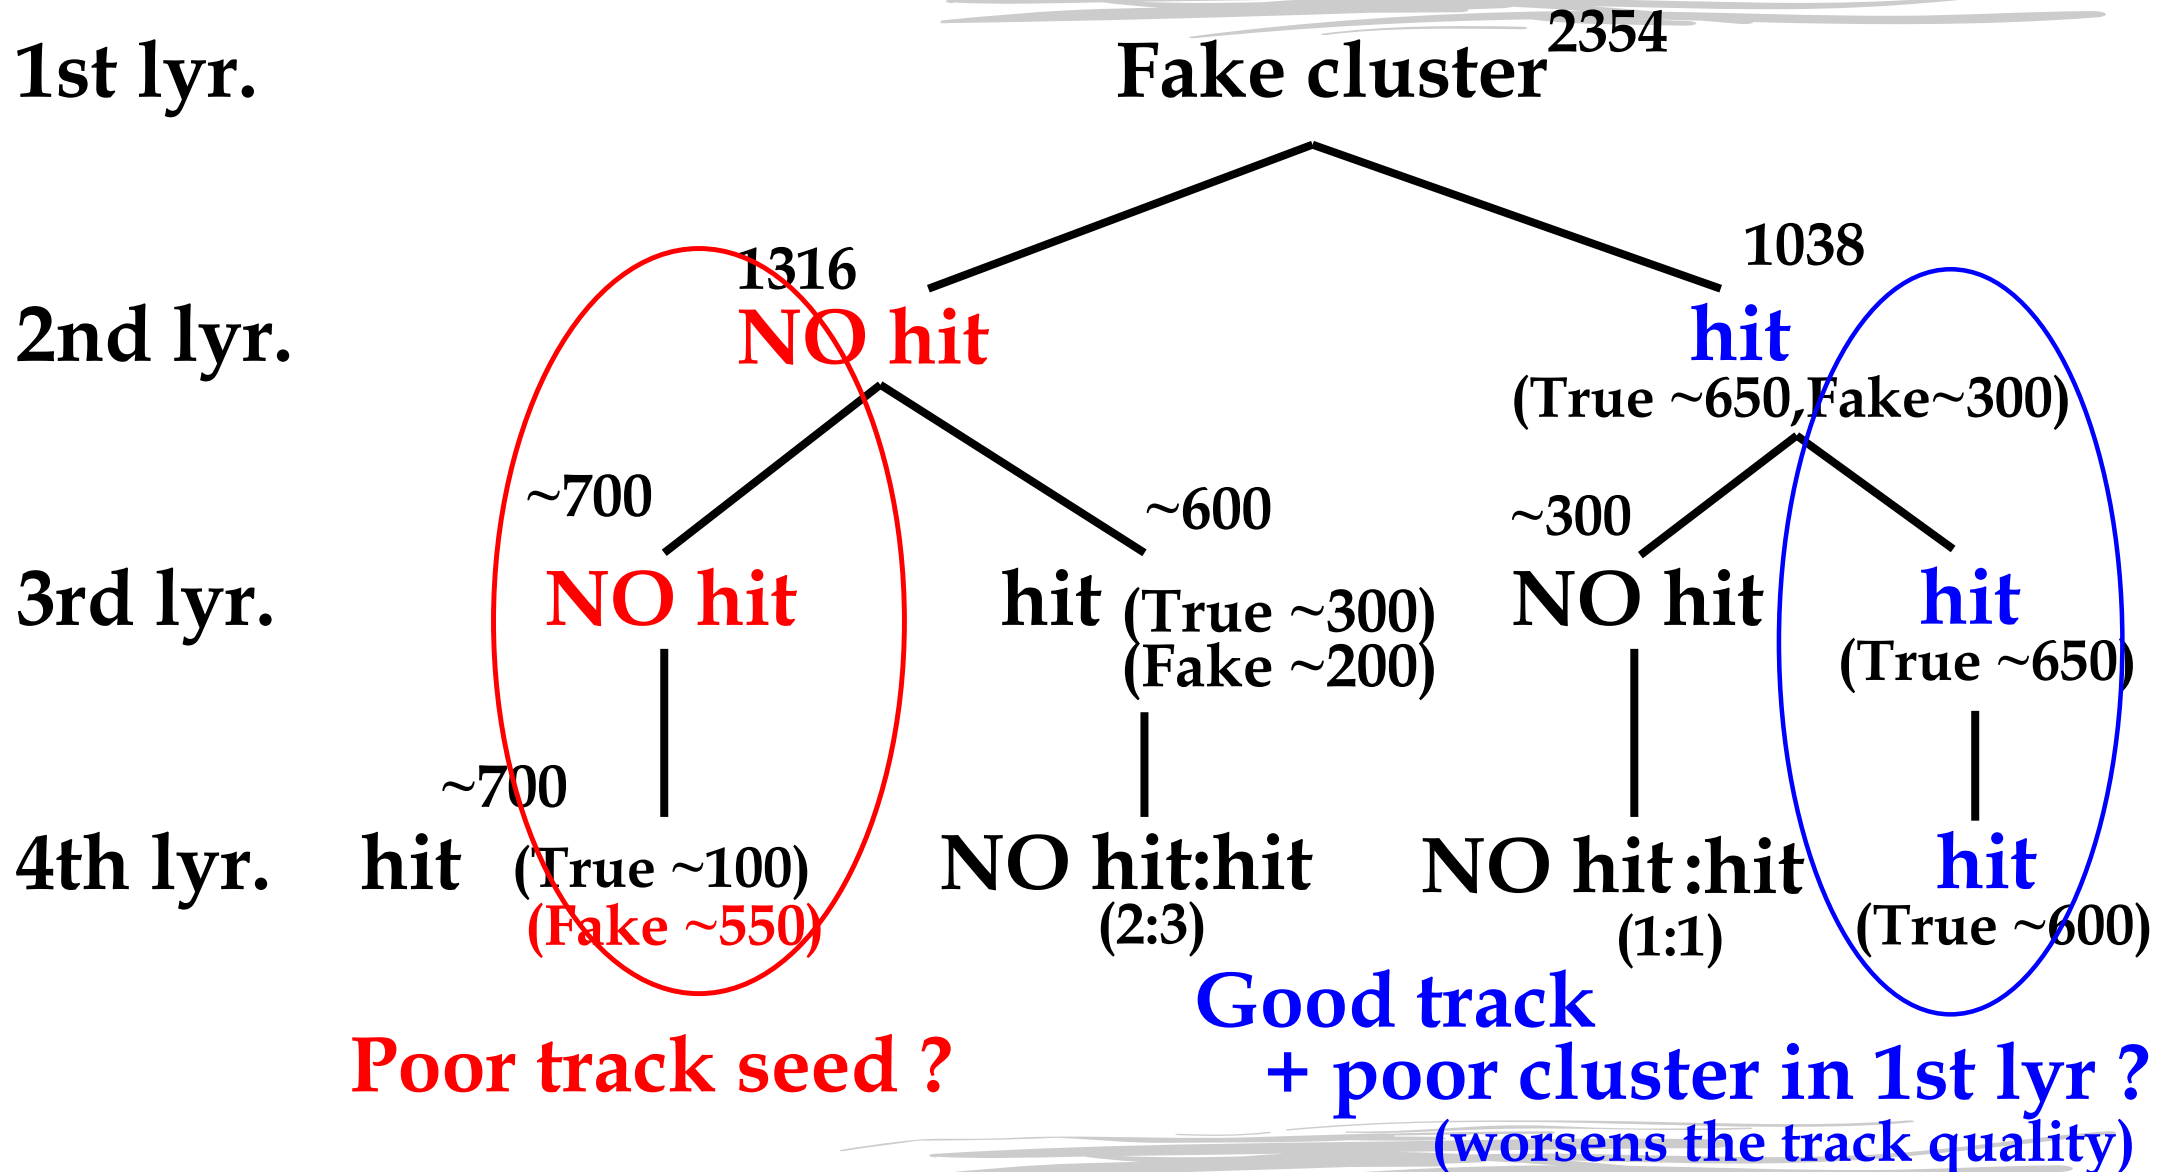 1st lyr.
Fake cluster 2354
1316
1038
2nd lyr.
NO hit
hit
(True ~650,Fake~300)
~700
~600
~300
3rd lyr.
NO hit
hit (True ~300)
(Fake ~200)
NO hit
hit
(True ~650)
~700
4th lyr.
hit (True ~100)
(Fake ~550)
NO hit:hit
(2:3)
NO hit :hit
(1:1)
hit
(True ~600)
Poor track seed ?
Good track
+ poor cluster in 1st lyr ?
(worsens the track quality)